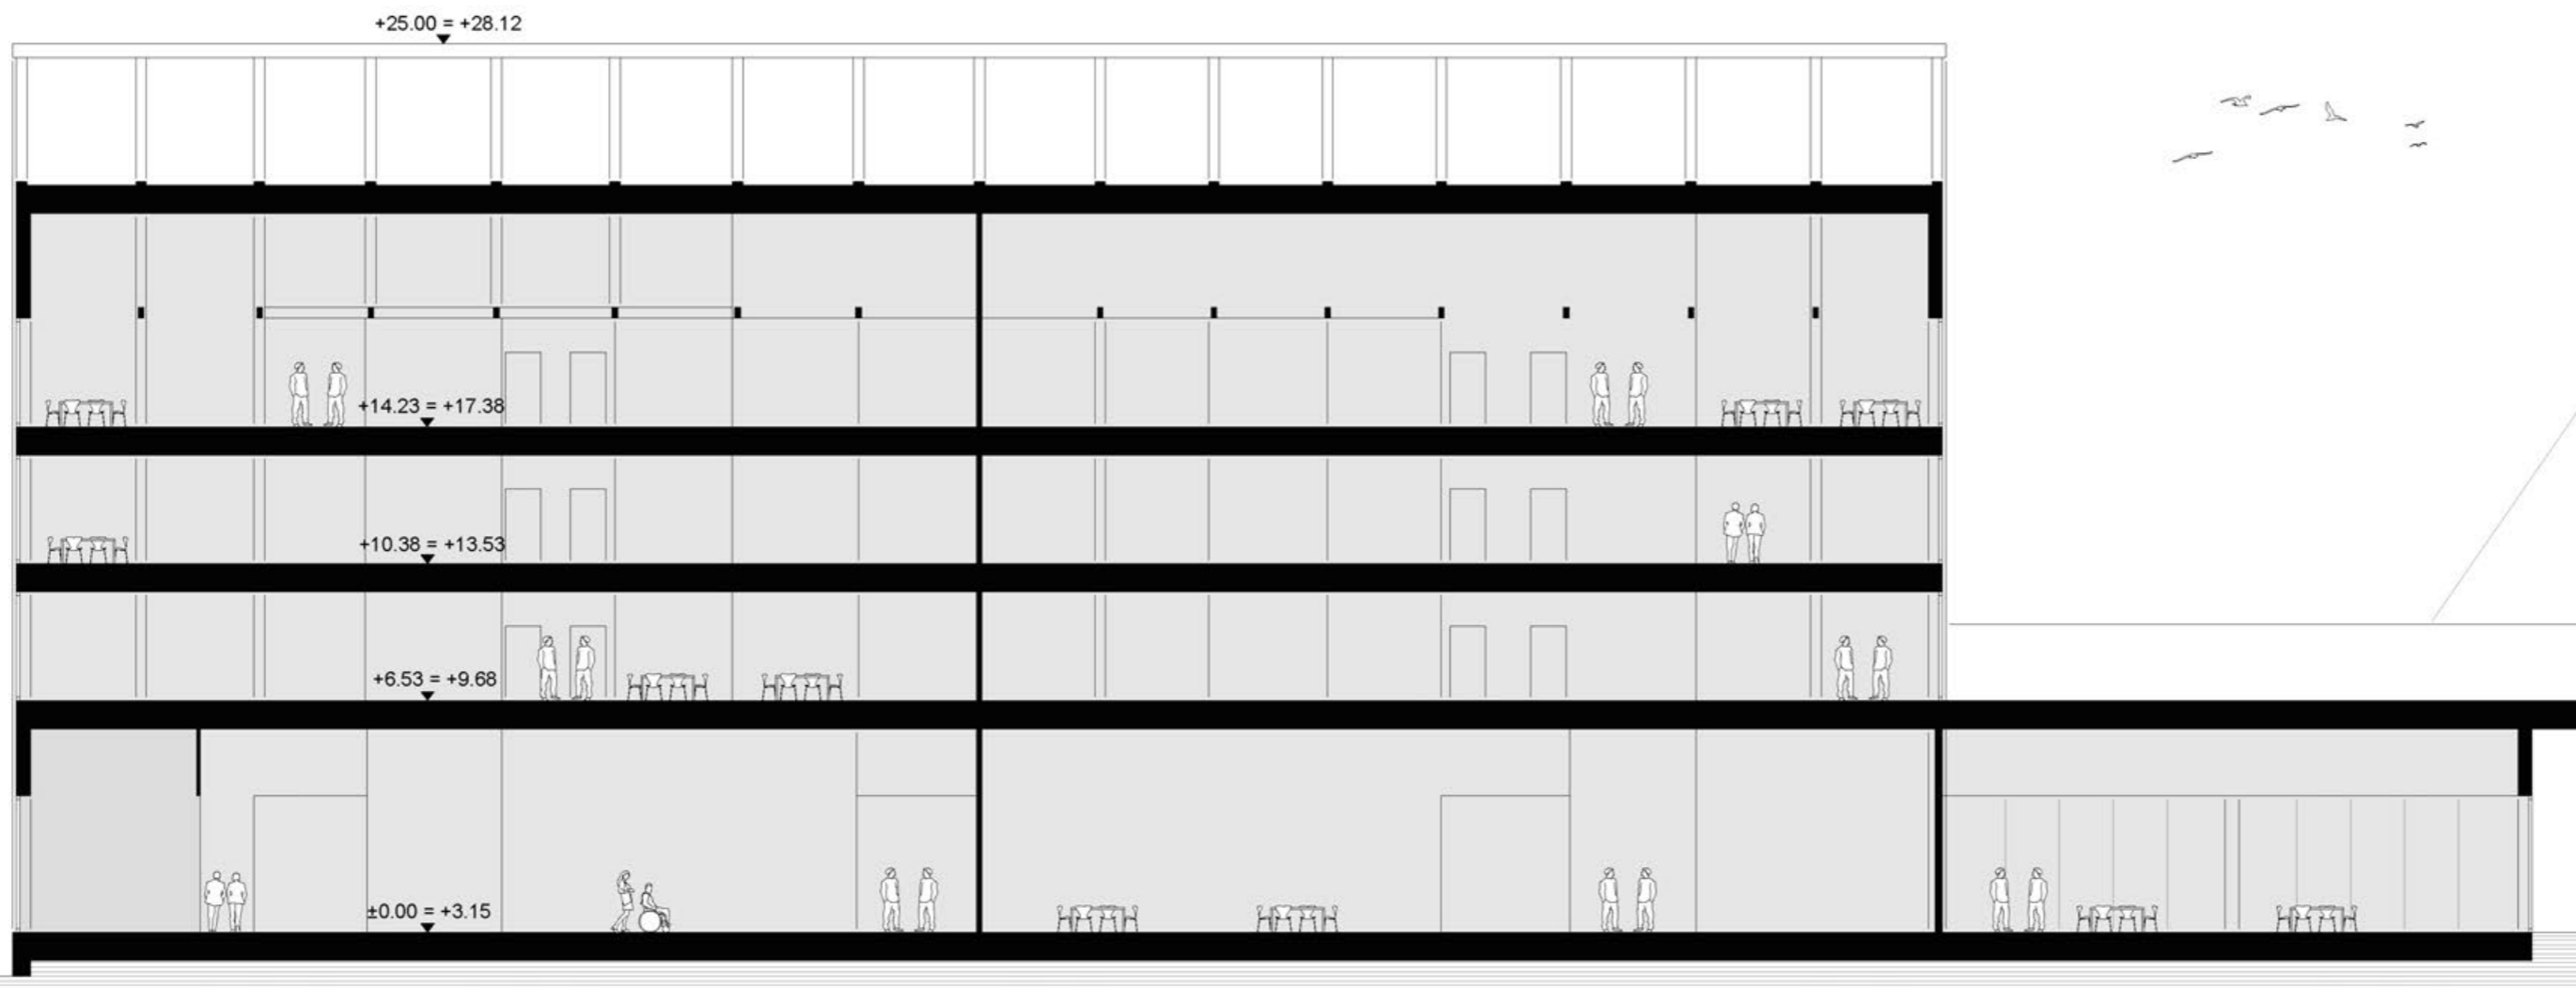 +25.00 = +28.12
+14.23 = +17.38
+10.38 = +13.53
+6.53 = +9.68
±0.00 = +3.15